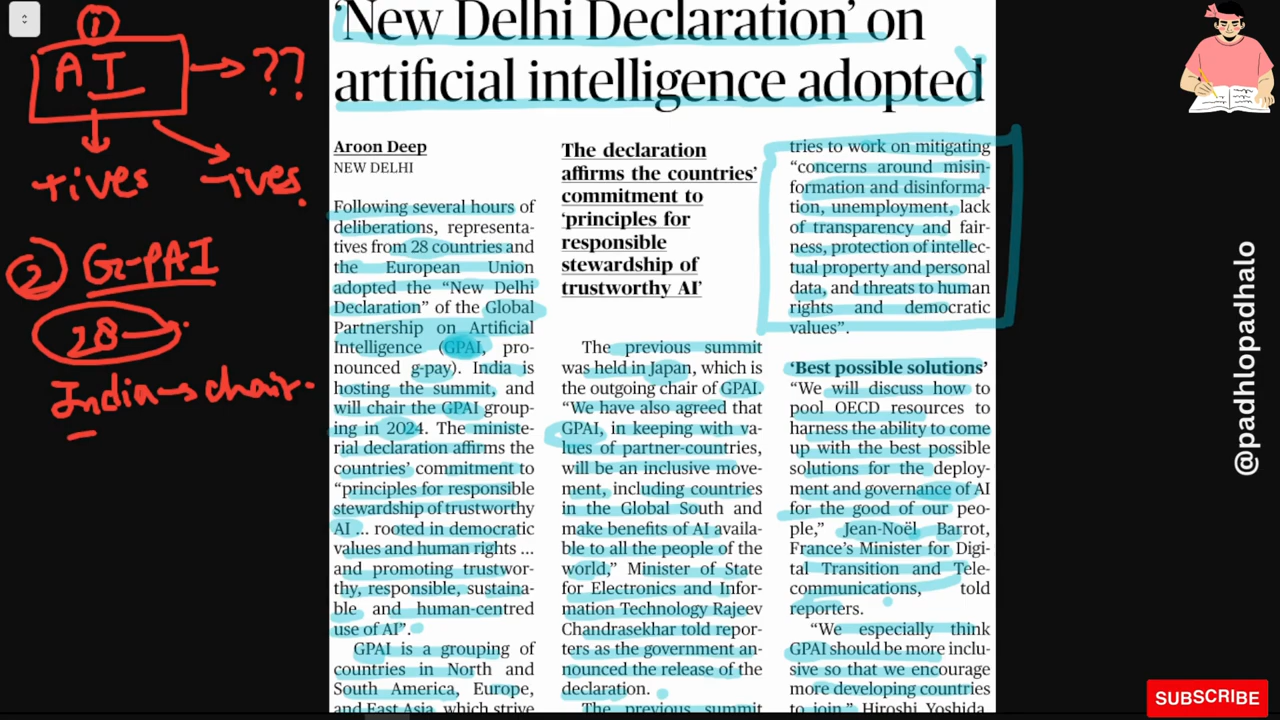 ①
AI → ??
+tives
-tives.
② G-PAI
28
India → chair
'New Delhi Declaration' on
artificial intelligence adopted
Aroon Deep
NEW DELHI
Following several hours of
deliberations, representa-
tives from 28 countries and
the European Union
adopted the “New Delhi
Declaration” of the Global
Partnership on Artificial
Intelligence (GPAI, pro-
nounced g-pay). India is
hosting the summit, and
will chair the GPAI group-
ing in 2024. The ministe-
rial declaration affirms the
countries’ commitment to
“principles for responsible
stewardship of trustworthy
AI ... rooted in democratic
values and human rights ...
and promoting trustwor-
thy, responsible, sustaina-
ble and human-centred
use of AI”.
GPAI is a grouping of
countries in North and
South America, Europe,
and East Asia, which strive
The declaration
affirms the countries’
commitment to
‘principles for
responsible
stewardship of
trustworthy AI’
The previous summit
was held in Japan, which is
the outgoing chair of GPAI.
“We have also agreed that
GPAI, in keeping with va-
lues of partner-countries,
will be an inclusive move-
ment, including countries
in the Global South and
make benefits of AI availa-
ble to all the people of the
world,” Minister of State
for Electronics and Infor-
mation Technology Rajeev
Chandrasekhar told repor-
ters as the government an-
nounced the release of the
declaration.
The previous summit
tries to work on mitigating
“concerns around misin-
formation and disinforma-
tion, unemployment, lack
of transparency and fair-
ness, protection of intellec-
tual property and personal
data, and threats to human
rights and democratic
values”.
‘Best possible solutions’
“We will discuss how to
pool OECD resources to
harness the ability to come
up with the best possible
solutions for the deploy-
ment and governance of AI
for the good of our peo-
ple,” Jean-Noël Barrot,
France’s Minister for Digi-
tal Transition and Tele-
communications, told
reporters.
“We especially think
GPAI should be more inclu-
sive so that we encourage
more developing countries
to join,” Hiroshi Yoshida,
@padhlopadhalo
SUBSCRIBE